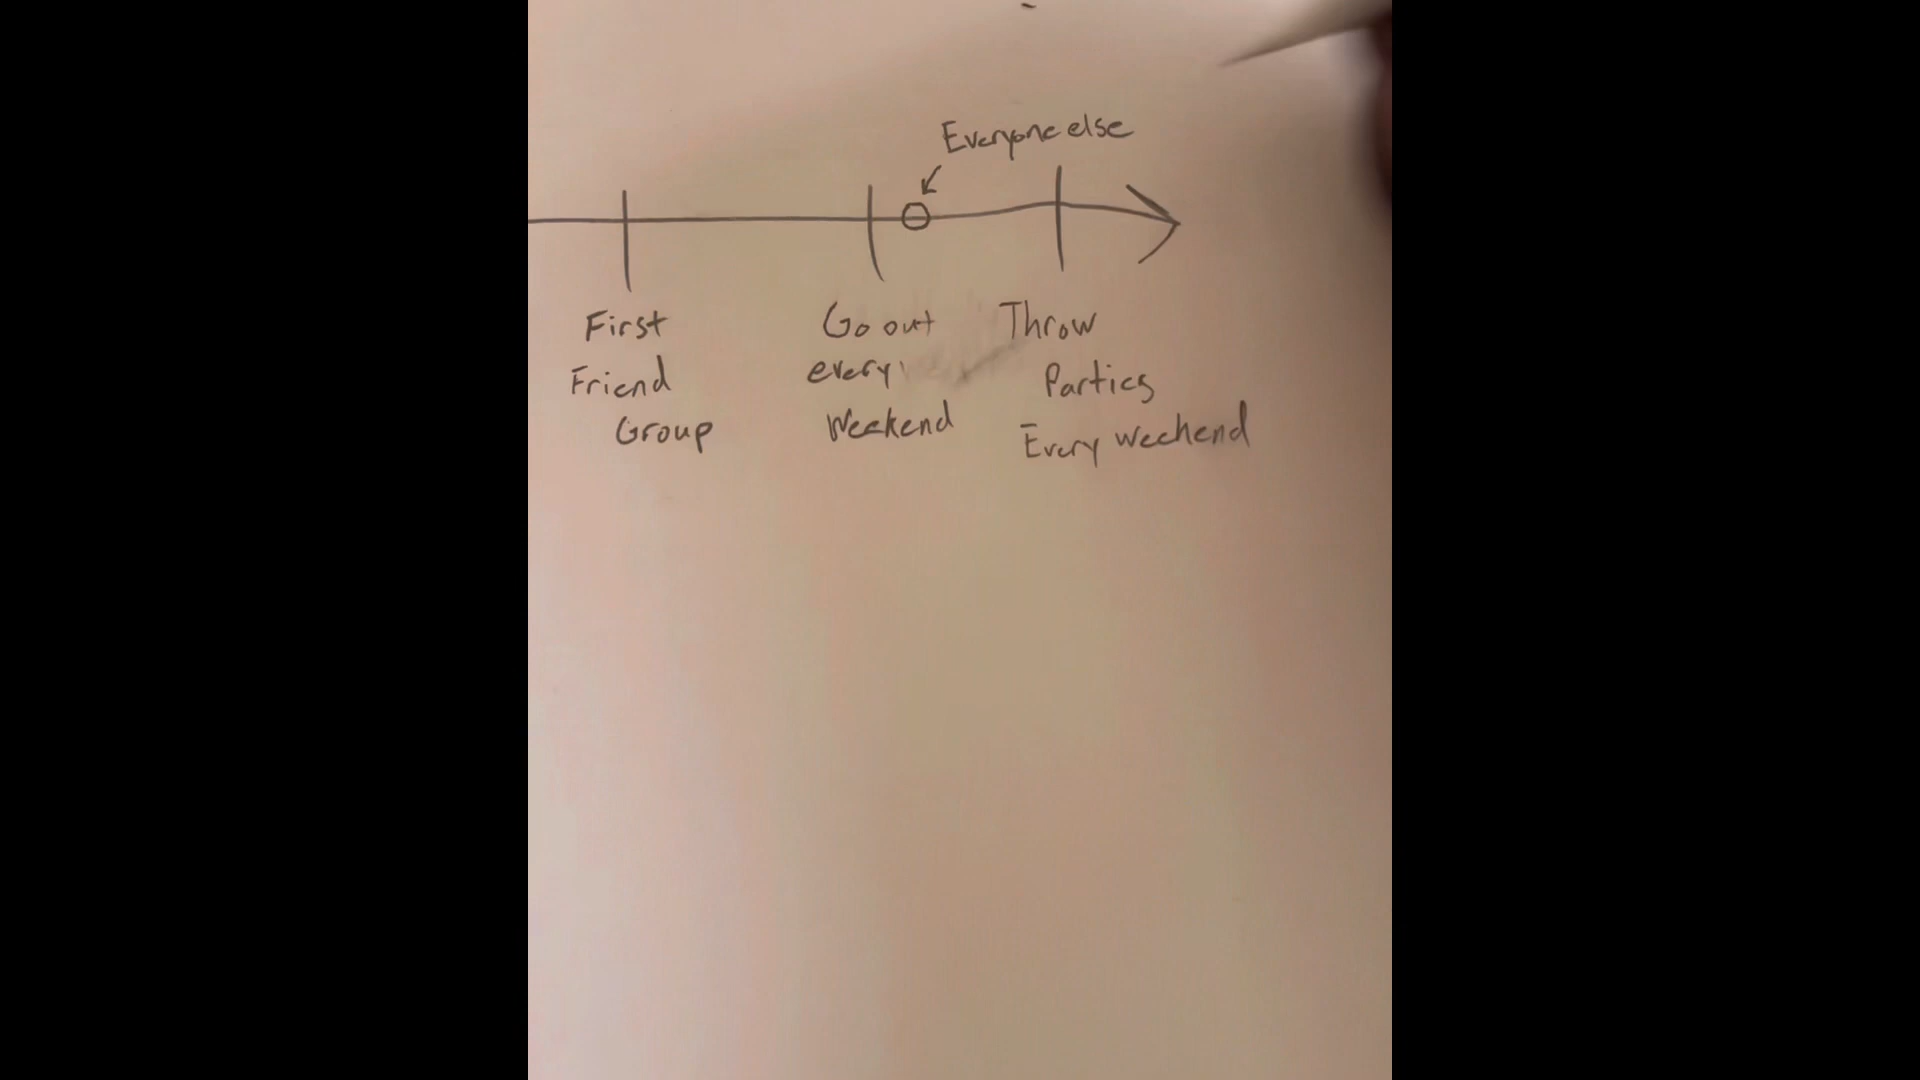 Everyone else
First
Friend
Group
Go out
every
Weekend
Throw
Parties
Every weekend